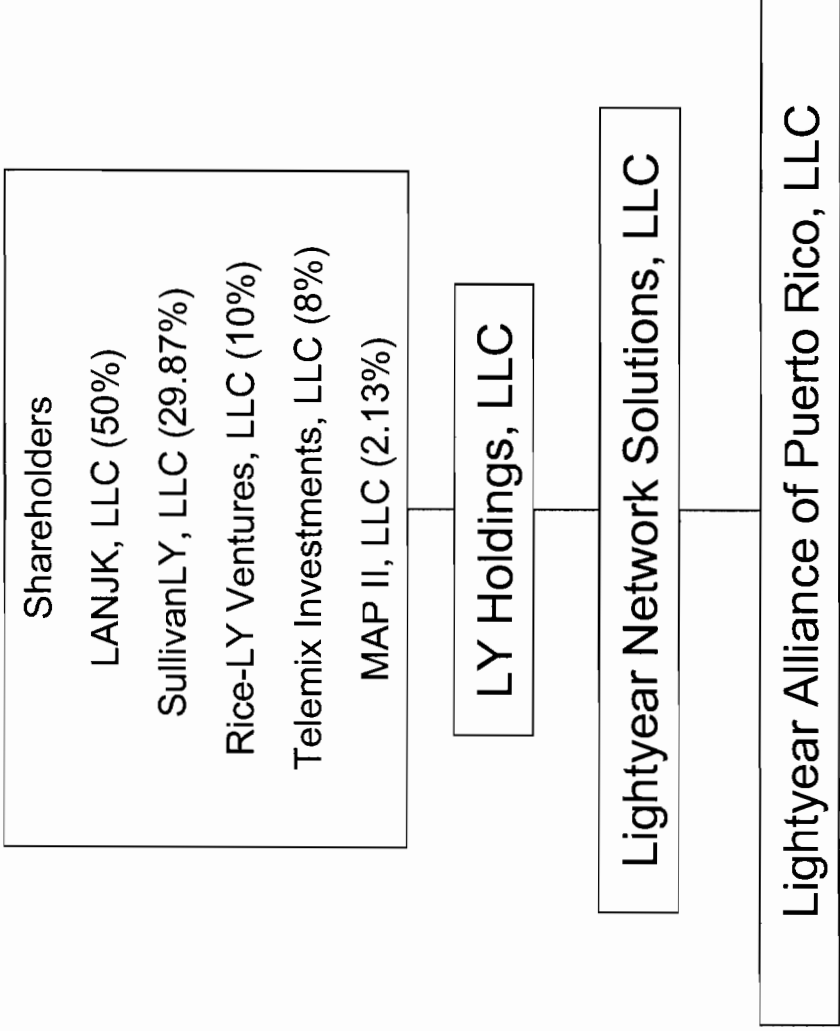 Shareholders
LANJK, LLC (50%)
SullivanLY, LLC (29.87%)
Rice-LY Ventures, LLC (10%)
Telemix Investments, LLC (8%)
MAP II, LLC (2.13%)
LY Holdings, LLC
Lightyear Network Solutions, LLC
Lightyear Alliance of Puerto Rico, LLC